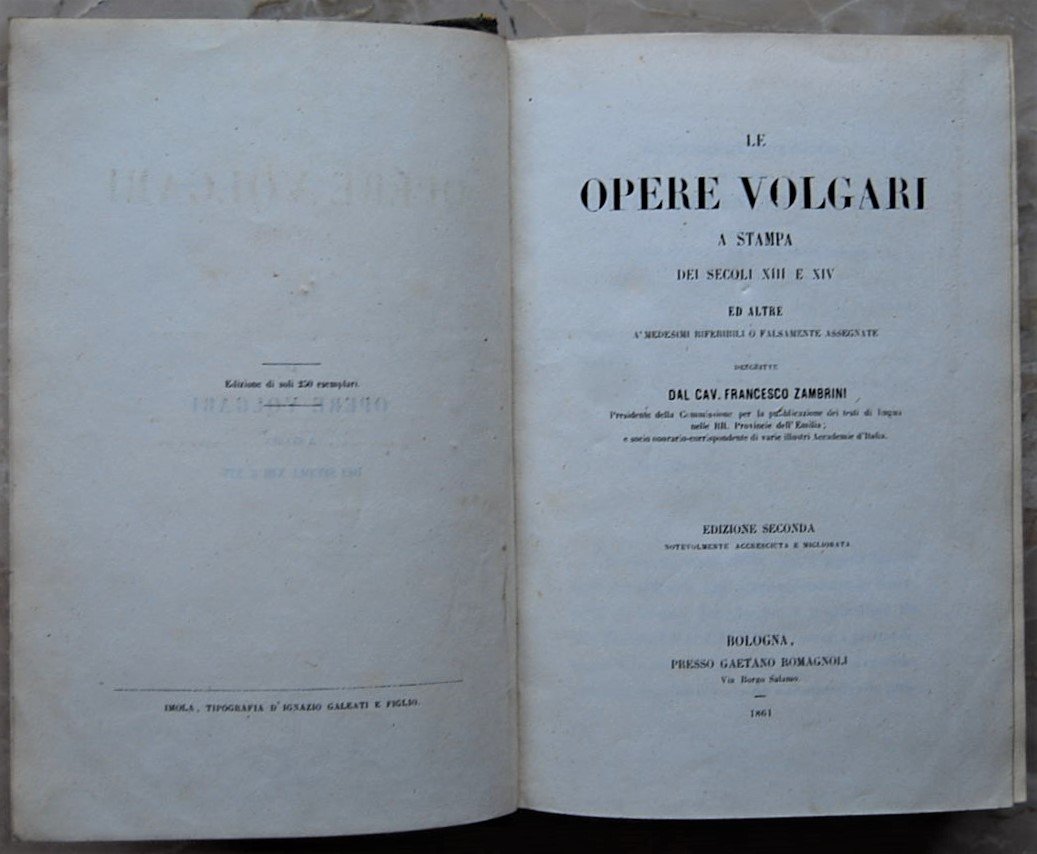 Edizione di soli 250 esemplari.
IMOLA, TIPOGRAFIA D'IGNAZIO GALEATI E FIGLIO.
LE
OPERE VOLGARI
A STAMPA
DEI SECOLI XIII E XIV
ED ALTRE
A' MEDESIMI RIFERIBILI O FALSAMENTE ASSEGNATE
DESCRITTE
DAL CAV. FRANCESCO ZAMBRINI
Presidente della Commissione per la pubblicazione dei testi di lingua
nelle RR. Provincie dell'Emilia;
e socio onorario-corrispondente di varie illustri Accademie d'Italia.
EDIZIONE SECONDA
NOTEVOLMENTE ACCRESCIUTA E MIGLIORATA
BOLOGNA,
PRESSO GAETANO ROMAGNOLI
Via Borgo Salamo
1861